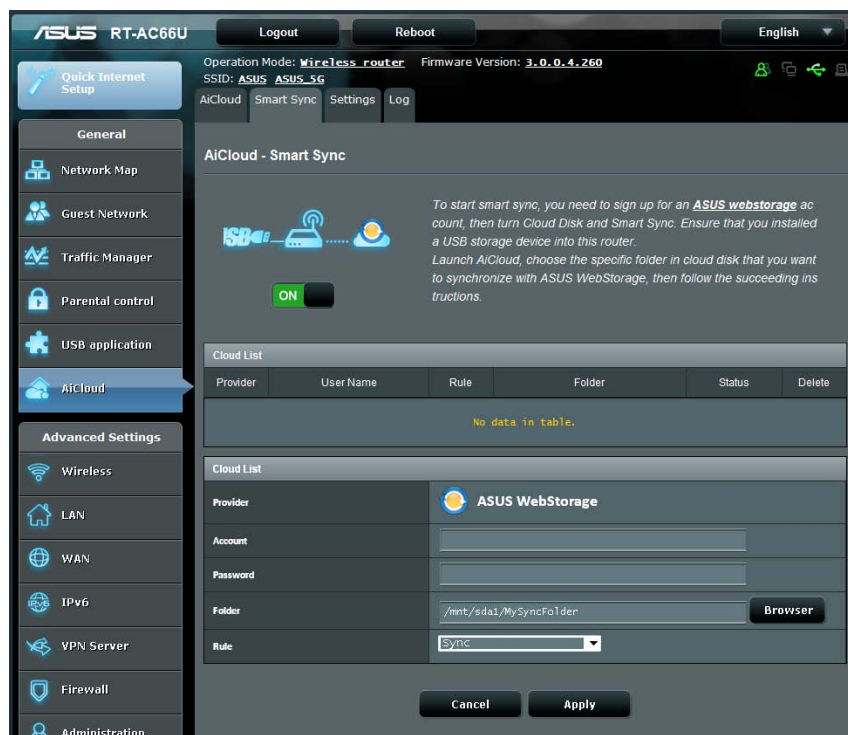 ASUS RT-AC66U
Logout
Reboot
English
Quick Internet
Setup
Operation Mode: Wireless router Firmware Version: 3.0.0.4.260
SSID: ASUS ASUS_5G
AiCloud Smart Sync Settings Log
General
Network Map
Guest Network
Traffic Manager
Parental control
USB application
AiCloud
Advanced Settings
Wireless
LAN
WAN
IPv6
VPN Server
Firewall
Administration
AiCloud - Smart Sync
To start smart sync, you need to sign up for an ASUS webstorage ac
count, then turn Cloud Disk and Smart Sync. Ensure that you installed
a USB storage device into this router.
Launch AiCloud, choose the specific folder in cloud disk that you want
to synchronize with ASUS WebStorage, then follow the succeeding ins
tructions.
ON
Cloud List
Provider User Name Rule Folder Status Delete
No data in table.
Cloud List
Provider ASUS WebStorage
Account
Password
Folder /mnt/sda1/MySyncFolder Browser
Rule Sync
Cancel Apply